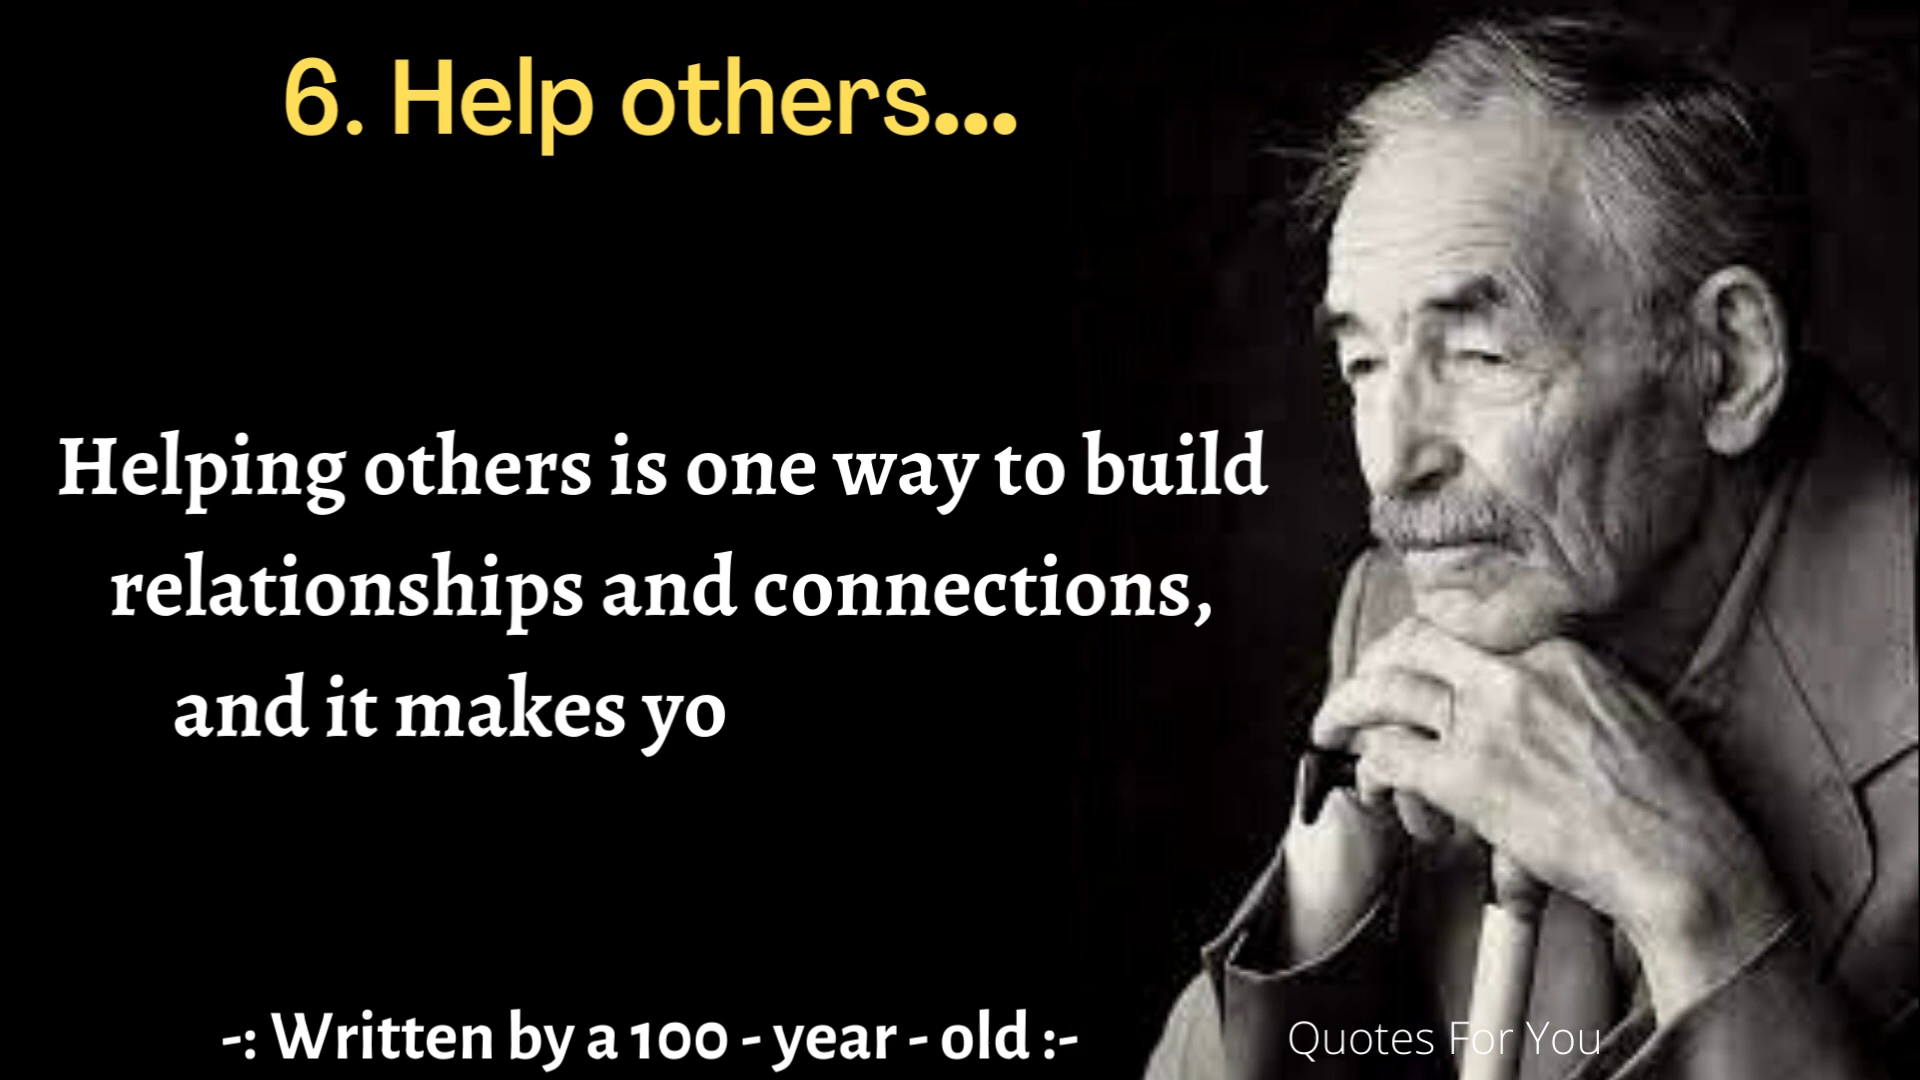 6. Help others...
Helping others is one way to build
relationships and connections,
and it makes yo
-: Written by a 100 - year - old :-
Quotes For You